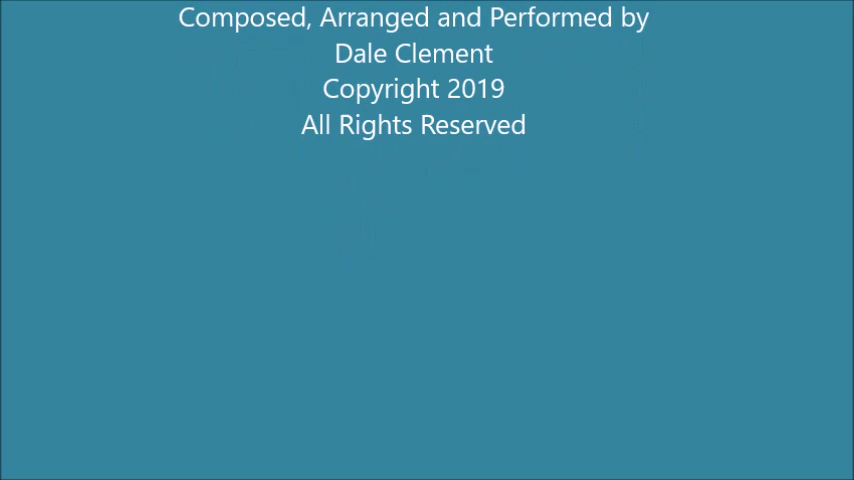 Composed, Arranged and Performed by
Dale Clement
Copyright 2019
All Rights Reserved